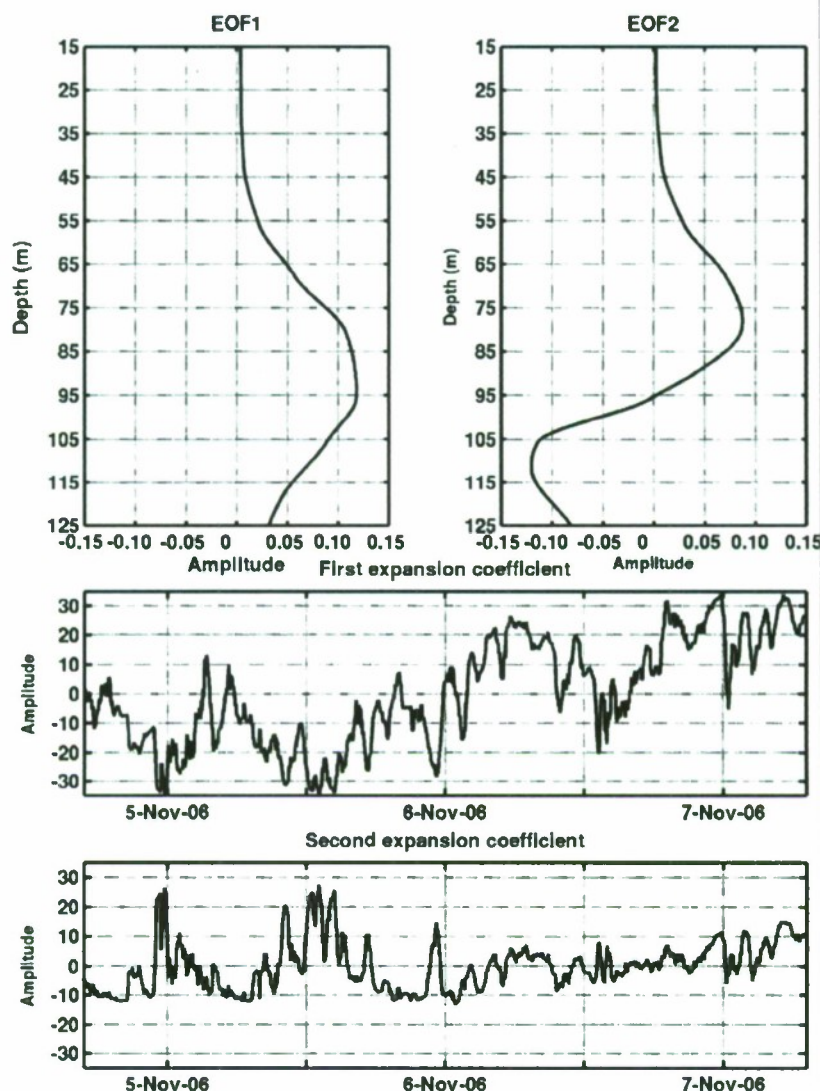 EOF1
EOF2
15
25
35
45
55
65
75
85
95
105
115
125
Depth (m)
-0.15 -0.10 -0.05 0 0.05 0.10 0.15
Amplitude
15
25
35
45
55
65
75
85
95
105
115
125
Depth (m)
-0.15 -0.10 -0.05 0 0.05 0.10 0.15
Amplitude
First expansion coefficient
30
20
10
0
-10
-20
-30
Amplitude
5-Nov-06 6-Nov-06 7-Nov-06
Second expansion coefficient
30
20
10
0
-10
-20
-30
Amplitude
5-Nov-06 6-Nov-06 7-Nov-06